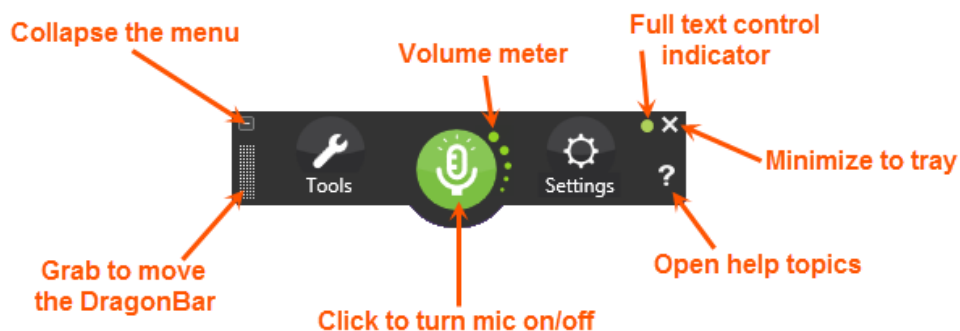 Collapse the menu
Volume meter
Full text control
indicator
Minimize to tray
Tools
Settings
?
Grab to move
the DragonBar
Click to turn mic on/off
Open help topics